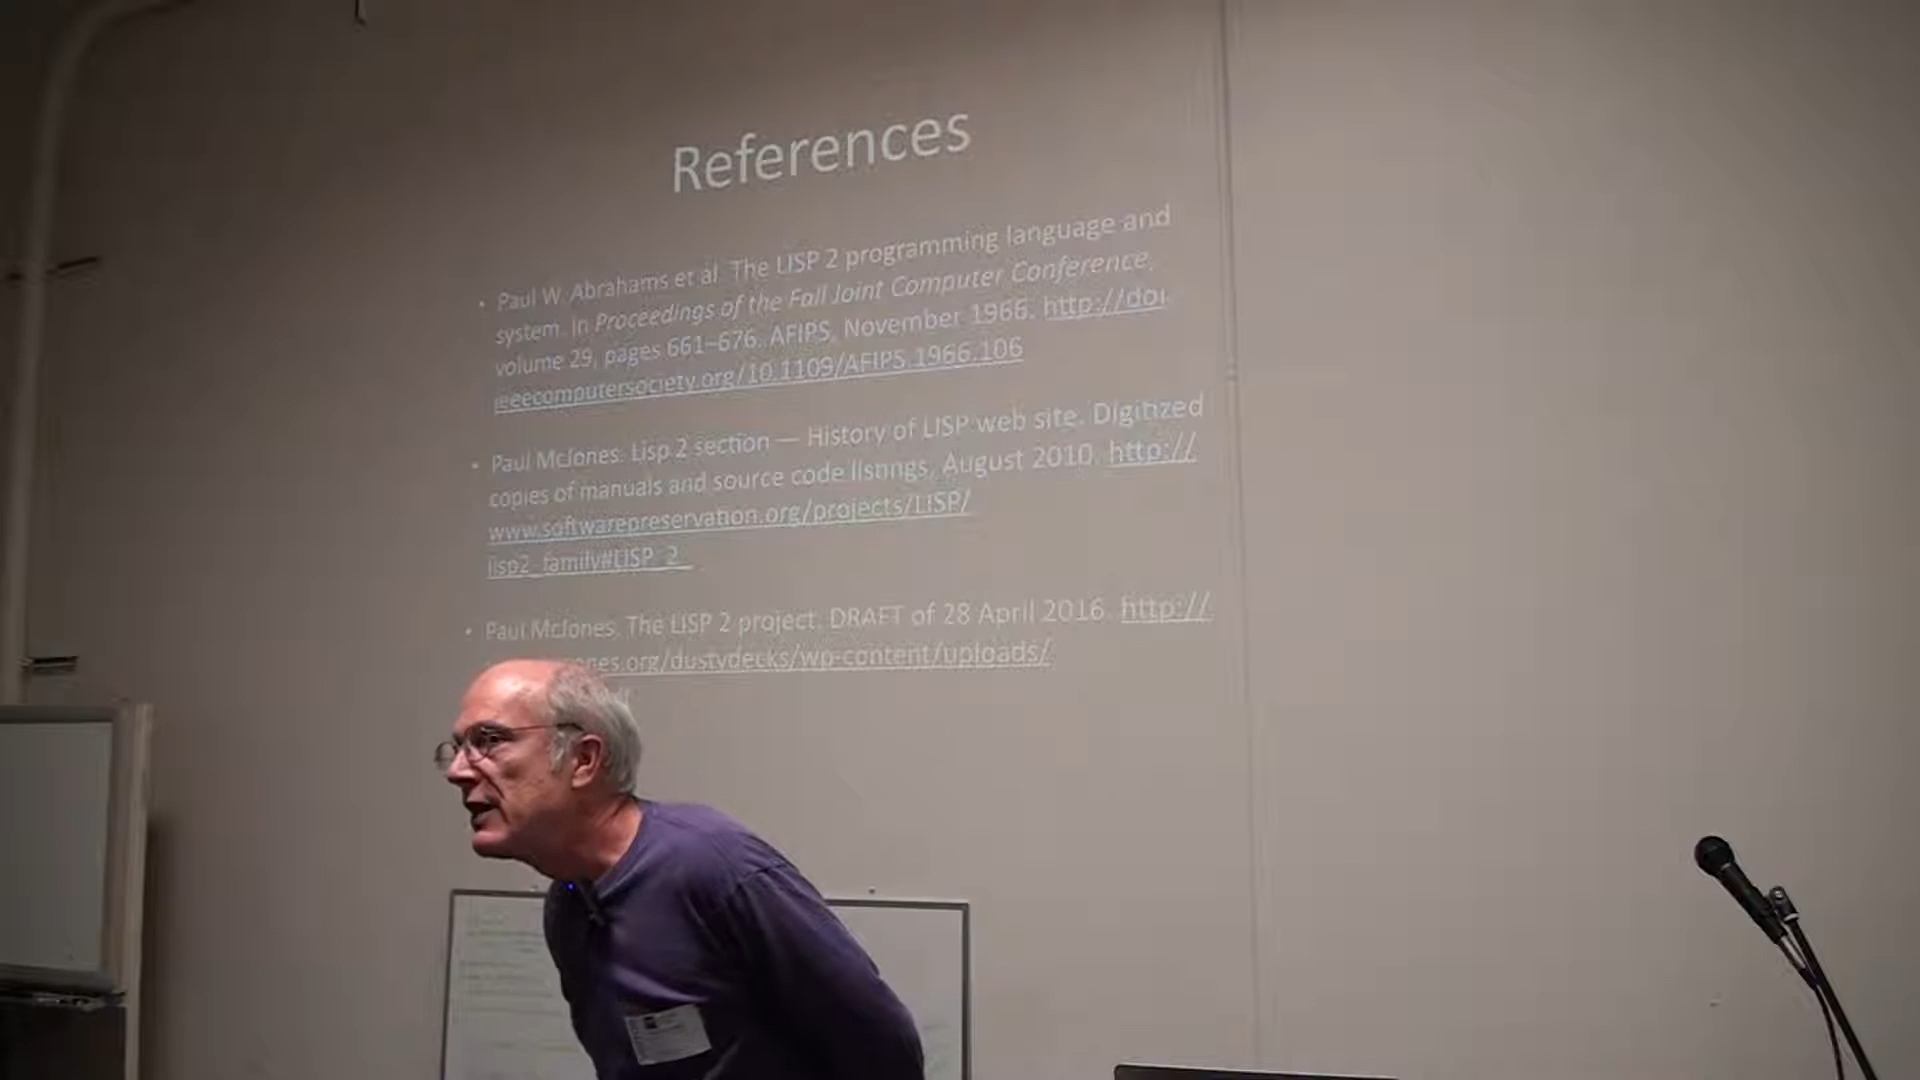 References
• Paul W. Abrahams et al. The LISP 2 programming language and
system. In Proceedings of the Fall Joint Computer Conference,
volume 29, pages 661–676. AFIPS, November 1966. http://doi.
ieeecomputersociety.org/10.1109/AFIPS.1966.106
• Paul McJones. Lisp 2 section — History of LISP web site. Digitized
copies of manuals and source code listings, August 2010. http://
www.softwarepreservation.org/projects/LISP/
lisp2_family#LISP_2_
• Paul McJones. The LISP 2 project. DRAFT of 28 April 2016. http://
nes.org/dustydecks/wp-content/uploads/